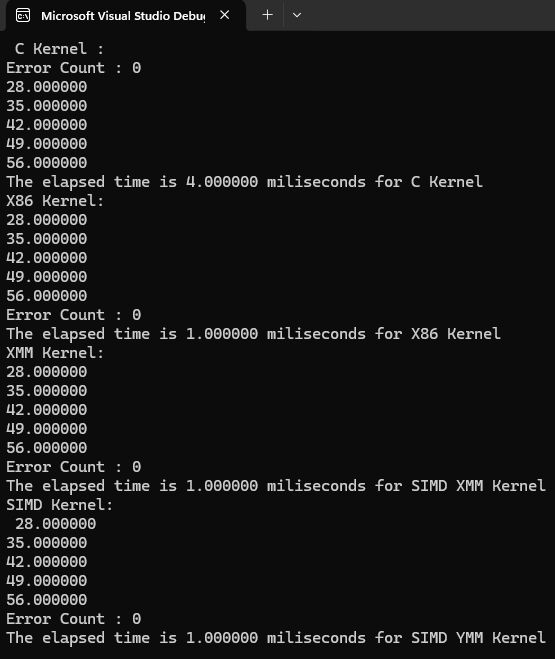 Microsoft Visual Studio Debug
C Kernel :
Error Count : 0
28.000000
35.000000
42.000000
49.000000
56.000000
The elapsed time is 4.000000 miliseconds for C Kernel
X86 Kernel:
28.000000
35.000000
42.000000
49.000000
56.000000
Error Count : 0
The elapsed time is 1.000000 miliseconds for X86 Kernel
XMM Kernel:
28.000000
35.000000
42.000000
49.000000
56.000000
Error Count : 0
The elapsed time is 1.000000 miliseconds for SIMD XMM Kernel
SIMD Kernel:
28.000000
35.000000
42.000000
49.000000
56.000000
Error Count : 0
The elapsed time is 1.000000 miliseconds for SIMD YMM Kernel